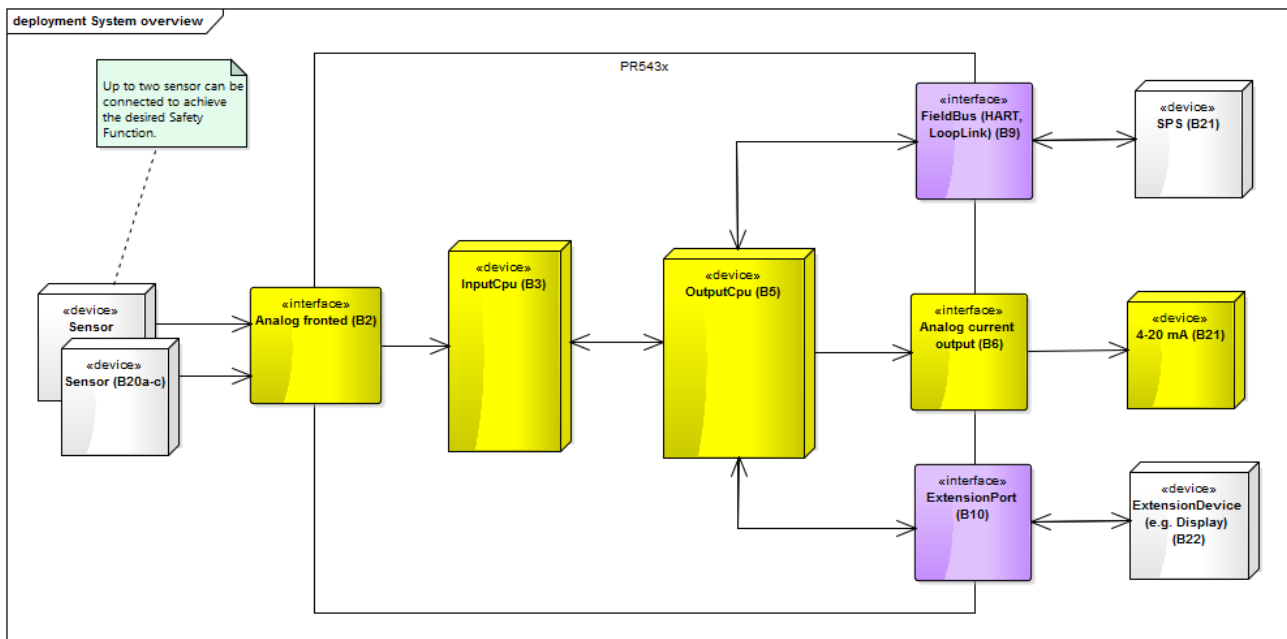 deployment System overview
Up to two sensor can be
connected to achieve
the desired Safety
Function.
PR543x
«interface»
FieldBus (HART,
LoopLink) (B9)
«device»
SPS (B21)
«device»
InputCpu (B3)
«device»
OutputCpu (B5)
«device»
Sensor
«interface»
Analog fronted (B2)
«interface»
Analog current
output (B6)
«device»
4-20 mA (B21)
«device»
Sensor (B20a-c)
«interface»
ExtensionPort
(B10)
«device»
ExtensionDevice
(e.g. Display)
(B22)